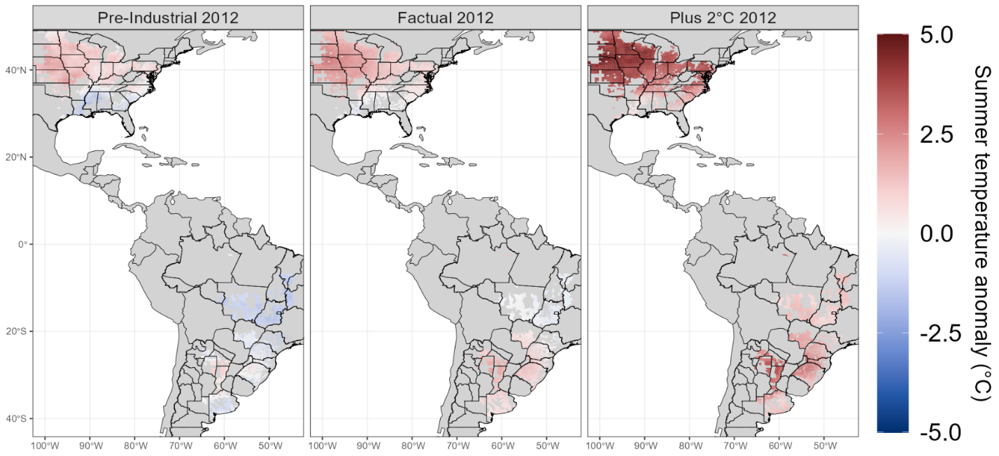 Pre-Industrial 2012
Factual 2012
Plus 2°C 2012
40°N
20°N
0°
20°S
40°S
100°W 90°W 80°W 70°W 60°W 50°W
100°W 90°W 80°W 70°W 60°W 50°W
100°W 90°W 80°W 70°W 60°W 50°W
5.0
2.5
0.0
-2.5
-5.0
Summer temperature anomaly (°C)